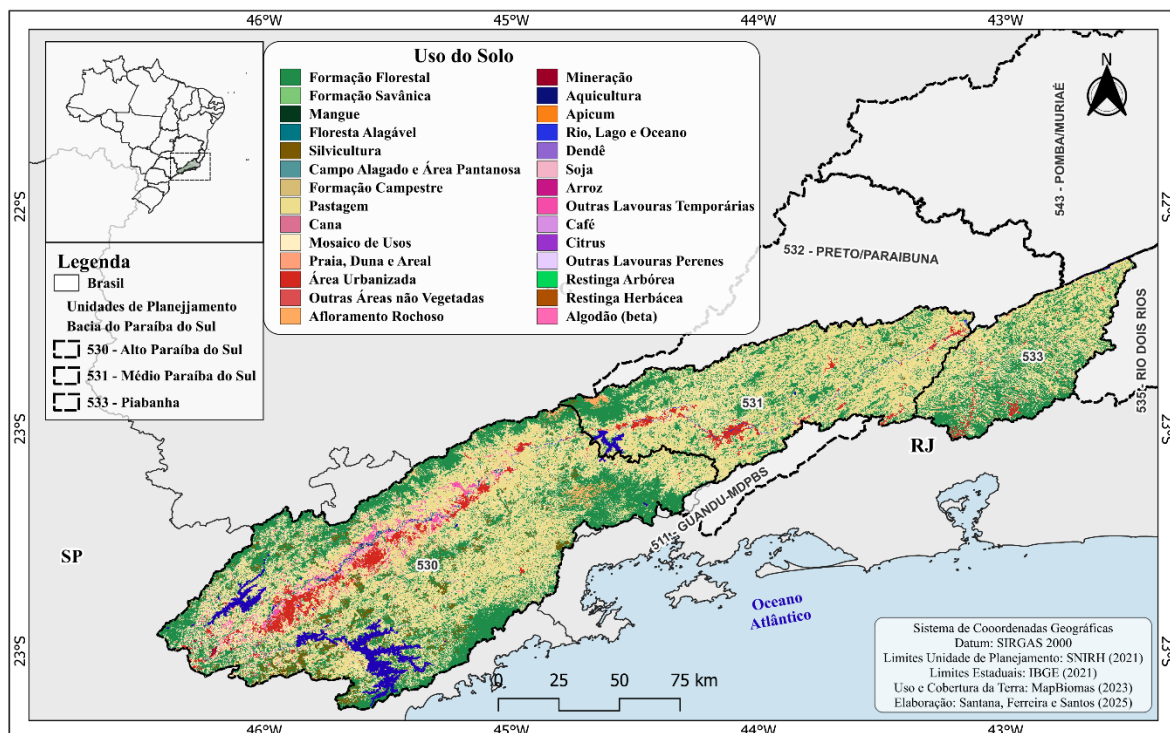 46°W 45°W 44°W 43°W
Uso do Solo
Formação Florestal
Formação Savânica
Mangue
Floresta Alagável
Silvicultura
Campo Alagado e Área Pantanosa
Formação Campestre
Pastagem
Cana
Mosaico de Usos
Praia, Duna e Areal
Área Urbanizada
Outras Áreas não Vegetadas
Afloramento Rochoso
Mineração
Aquicultura
Apicum
Rio, Lago e Oceano
Dendê
Soja
Arroz
Outras Lavouras Temporárias
Café
Citrus
Outras Lavouras Perenes
Restinga Arbórea
Restinga Herbácea
Algodão (beta)
N
Legenda
Brasil
Unidades de Planejjamento
Bacia do Paraíba do Sul
530 - Alto Paraíba do Sul
531 - Médio Paraíba do Sul
533 - Piabanha
22°S
22°S
23°S
23°S
23°S
23°S
543 - POMBA/MURIAÉ
532 - PRETO/PARAIBUNA
535 - RIO DOIS RIOS
533
531
RJ
511 - GUANDU-MDPBS
530
SP
Oceano
Atlântico
0 25 50 75 km
Sistema de Cooordenadas Geográficas
Datum: SIRGAS 2000
Limites Unidade de Planejamento: SNIRH (2021)
Limites Estaduais: IBGE (2021)
Uso e Cobertura da Terra: MapBiomas (2023)
Elaboração: Santana, Ferreira e Santos (2025)
46°W 45°W 44°W 43°W